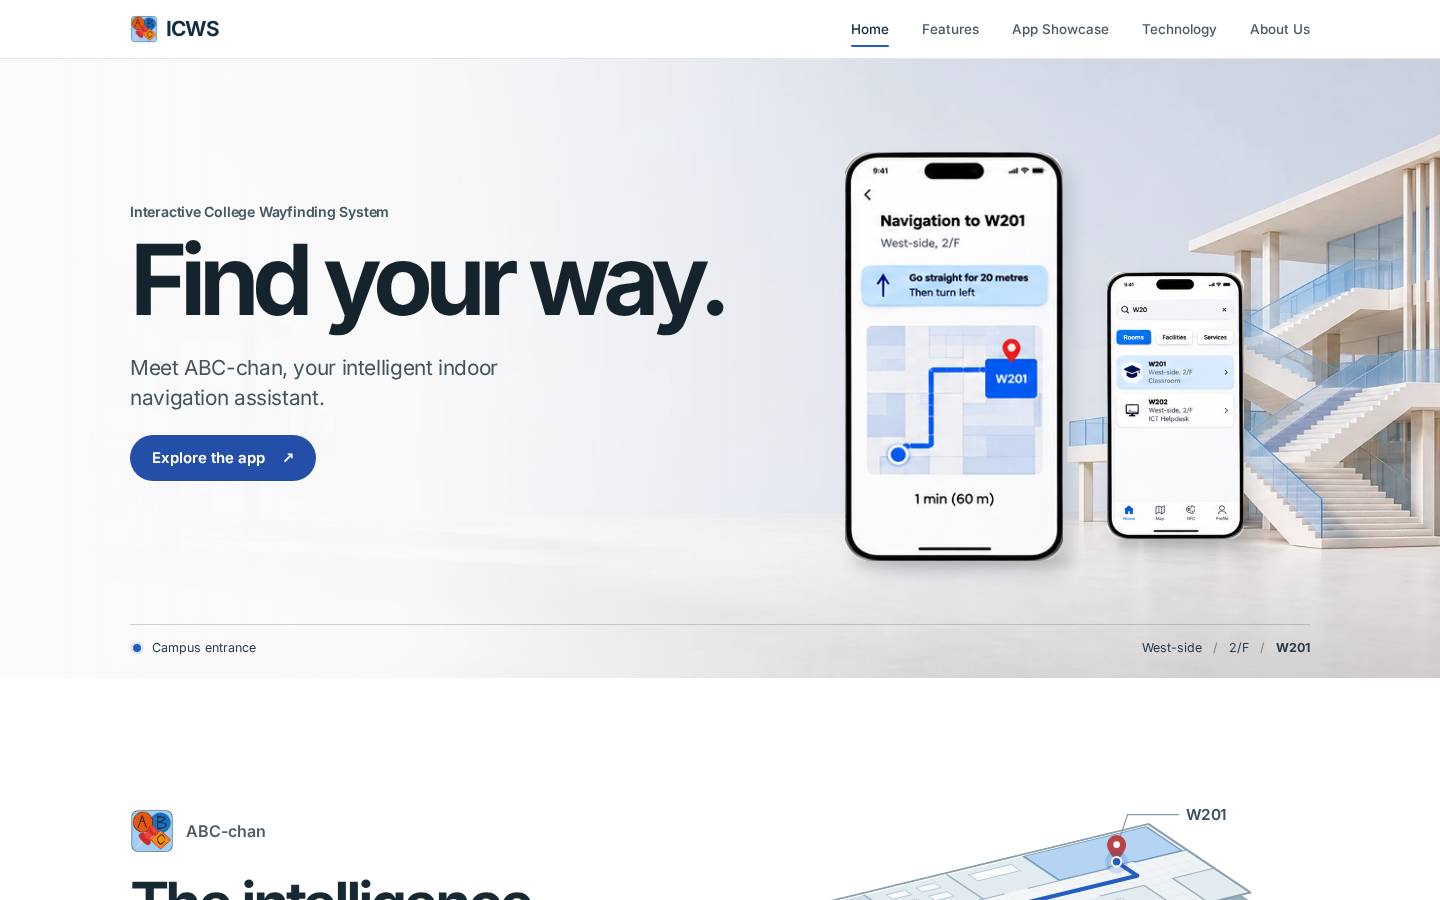 ICWS
Home
Features
App Showcase
Technology
About Us
Interactive College Wayfinding System
Find your way.
Meet ABC-chan, your intelligent indoor
navigation assistant.
Explore the app ↗
9:41
Navigation to W201
West-side, 2/F
Go straight for 20 metres
Then turn left
W201
1 min (60 m)
9:41
W20
Rooms
Facilities
Services
W201
West-side, 2/F
Classroom
W202
West-side, 2/F
ICT Helpdesk
Home
Map
NFC
Profile
Campus entrance
West-side / 2/F / W201
A B C
ABC-chan
W201
The intelligence